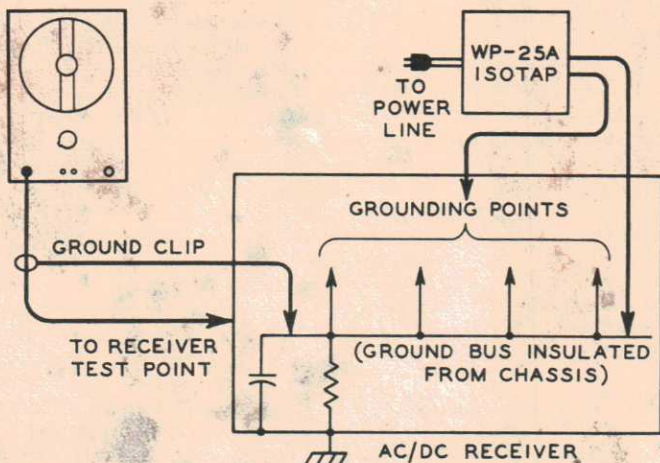 WP-25A
ISOTAP
TO
POWER
LINE
GROUNDING POINTS
GROUND CLIP
TO RECEIVER
TEST POINT
(GROUND BUS INSULATED
FROM CHASSIS)
AC/DC RECEIVER